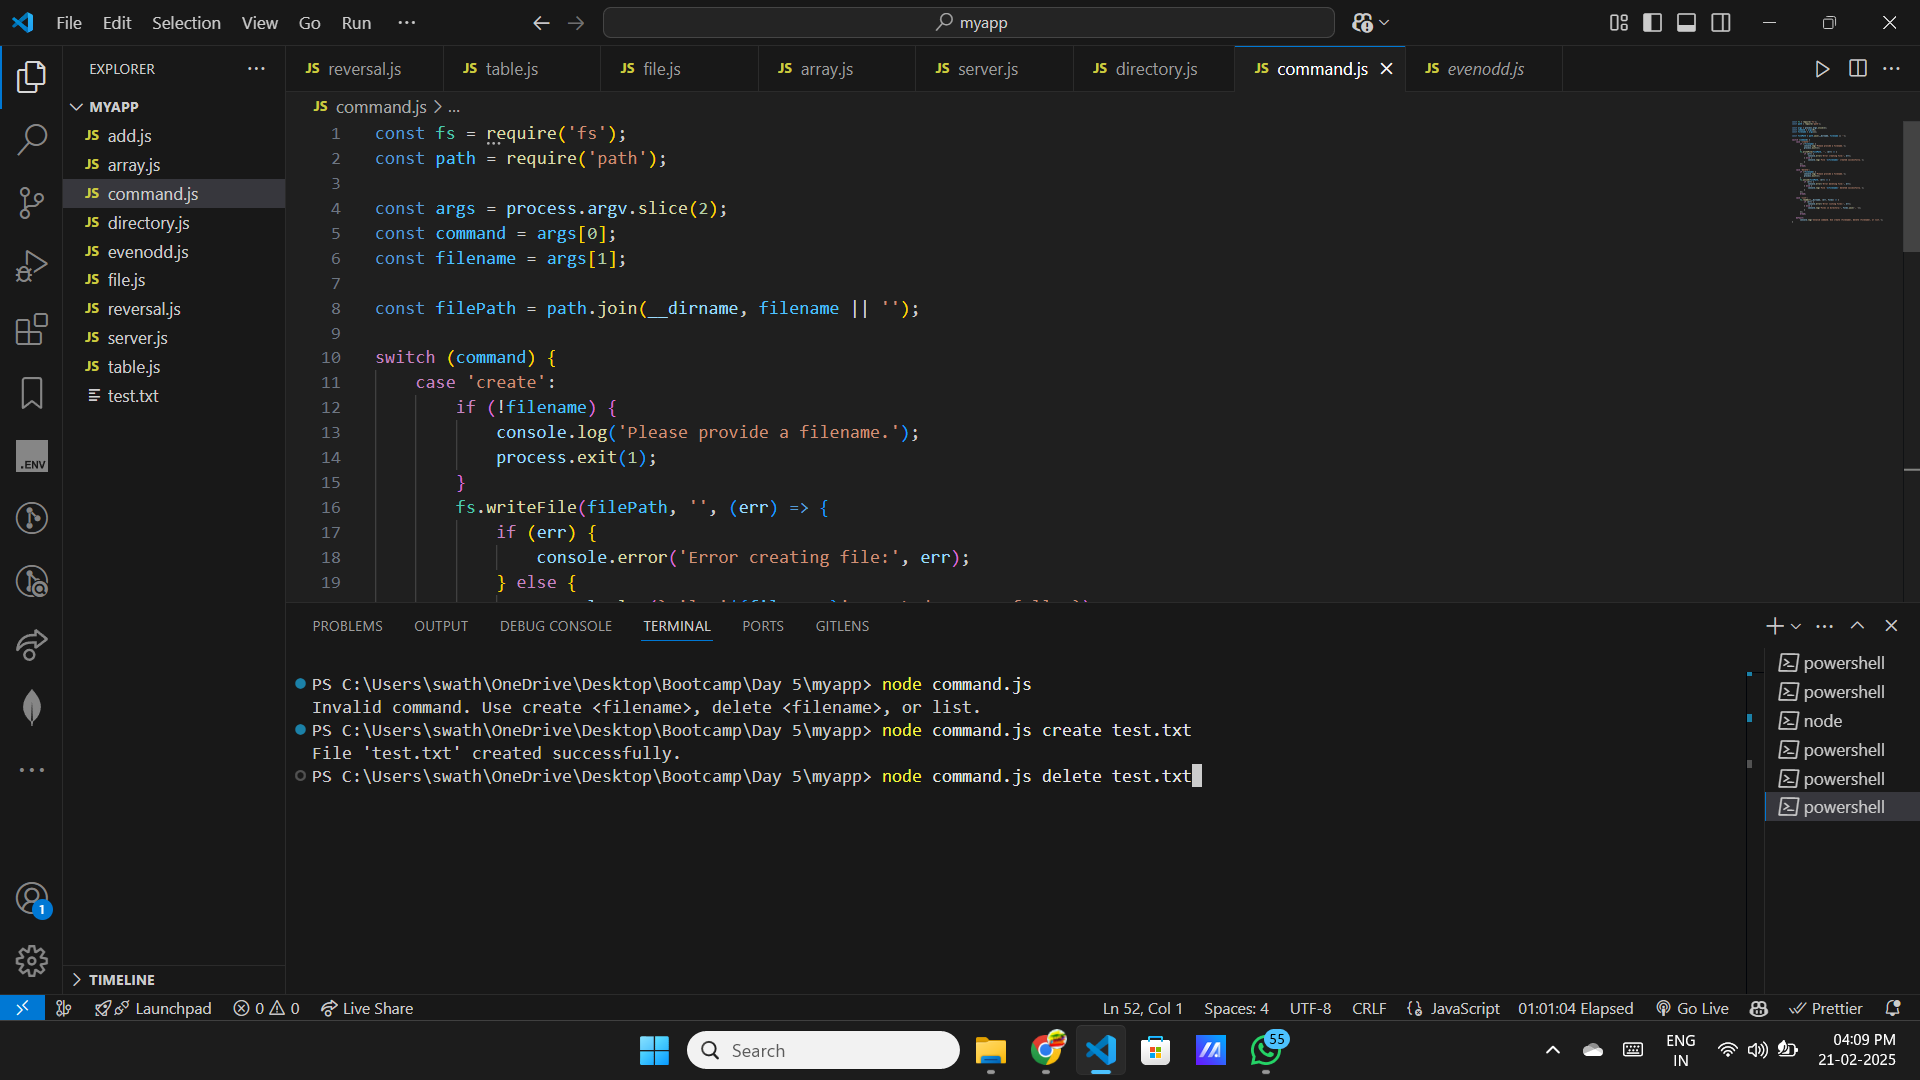 File Edit Selection View Go Run ···
myapp
EXPLORER ···
MYAPP
JS add.js
JS array.js
JS command.js
JS directory.js
JS evenodd.js
JS file.js
JS reversal.js
JS server.js
JS table.js
test.txt
.ENV
1
TIMELINE
JS reversal.js JS table.js JS file.js JS array.js JS server.js JS directory.js JS command.js JS evenodd.js
JS command.js > ...
1 const fs = require('fs');
2 const path = require('path');
3
4 const args = process.argv.slice(2);
5 const command = args[0];
6 const filename = args[1];
7
8 const filePath = path.join(__dirname, filename || '');
9
10 switch (command) {
11 case 'create':
12 if (!filename) {
13 console.log('Please provide a filename.');
14 process.exit(1);
15 }
16 fs.writeFile(filePath, '', (err) => {
17 if (err) {
18 console.error('Error creating file:', err);
19 } else {
PROBLEMS OUTPUT DEBUG CONSOLE TERMINAL PORTS GITLENS
PS C:\Users\swath\OneDrive\Desktop\Bootcamp\Day 5\myapp> node command.js
Invalid command. Use create <filename>, delete <filename>, or list.
PS C:\Users\swath\OneDrive\Desktop\Bootcamp\Day 5\myapp> node command.js create test.txt
File 'test.txt' created successfully.
PS C:\Users\swath\OneDrive\Desktop\Bootcamp\Day 5\myapp> node command.js delete test.txt
powershell
powershell
node
powershell
powershell
powershell
Launchpad 0 0 Live Share Ln 52, Col 1 Spaces: 4 UTF-8 CRLF {} JavaScript 01:01:04 Elapsed Go Live Prettier
Search
55
ENG
IN
04:09 PM
21-02-2025